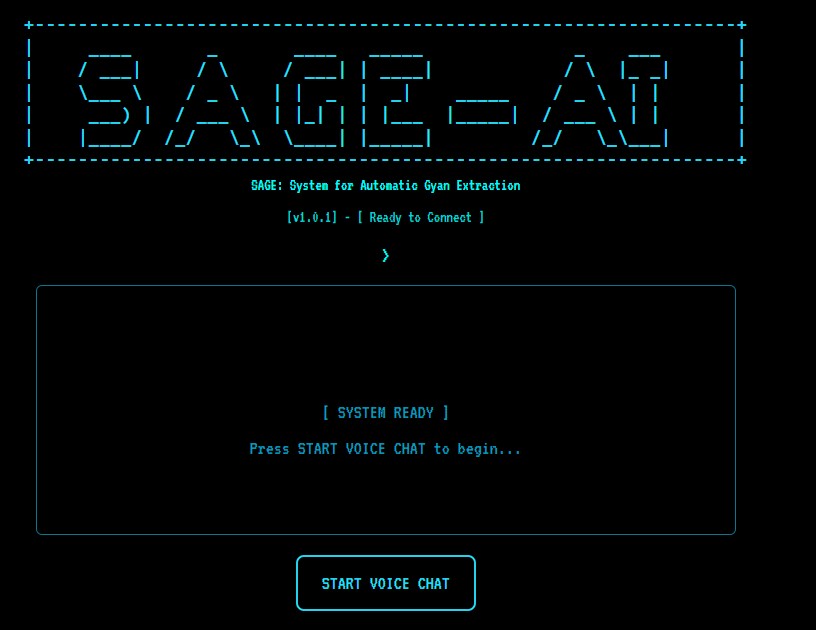 SAGE-AI
SAGE: System for Automatic Gyan Extraction
[v1.0.1] - [ Ready to Connect ]
❯
[ SYSTEM READY ]
Press START VOICE CHAT to begin...
START VOICE CHAT